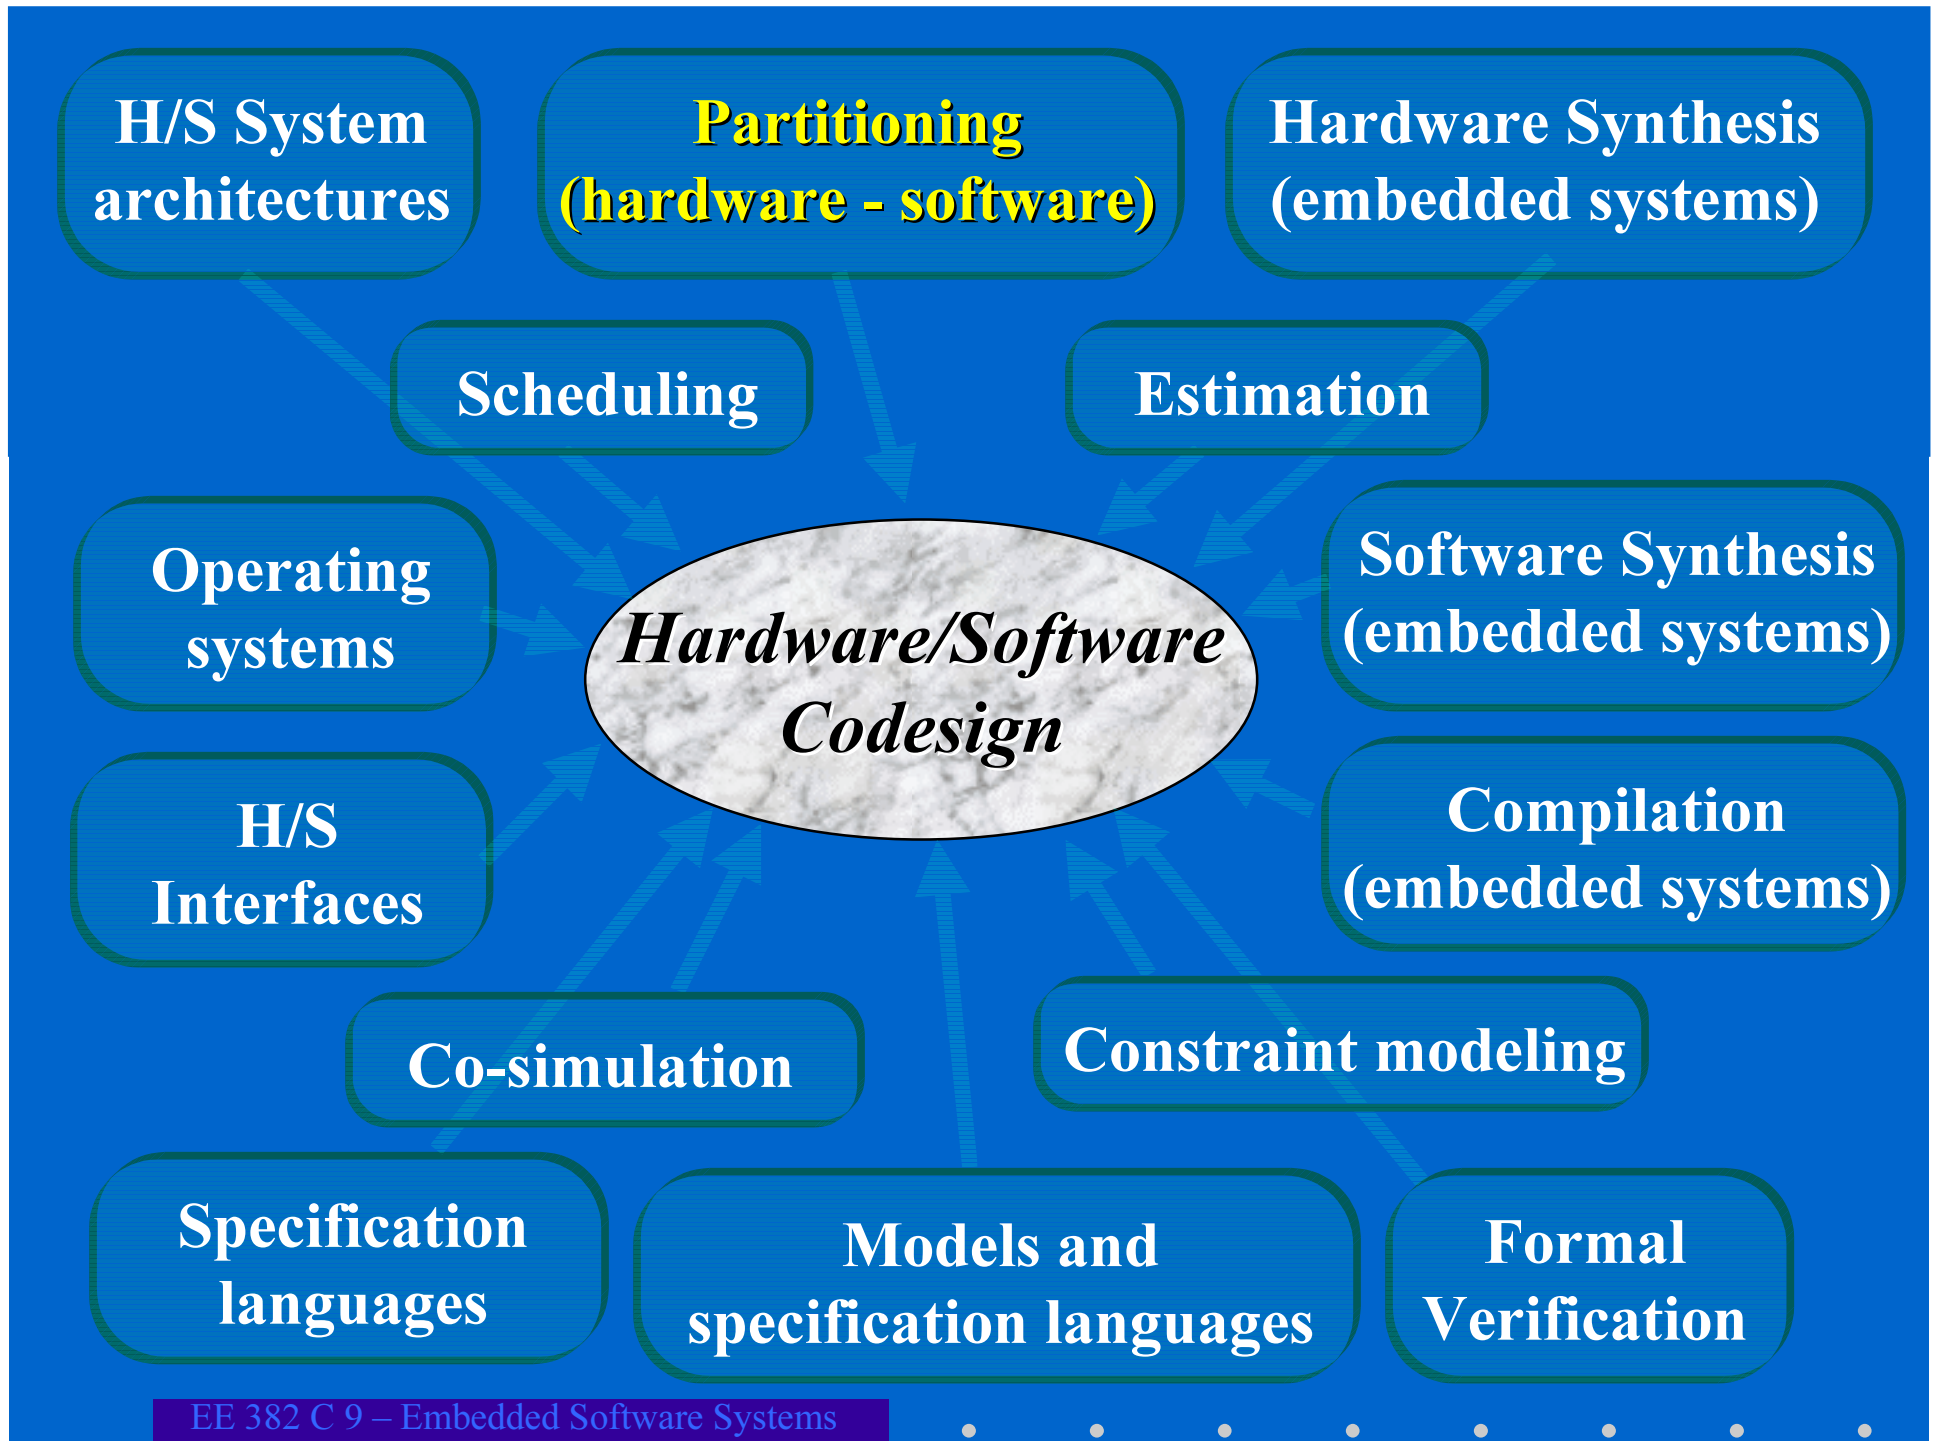 H/S System
architectures
Partitioning
(hardware - software)
Hardware Synthesis
(embedded systems)
Scheduling
Estimation
Operating
systems
Hardware/Software
Codesign
Software Synthesis
(embedded systems)
H/S
Interfaces
Compilation
(embedded systems)
Co-simulation
Constraint modeling
Specification
languages
Models and
specification languages
Formal
Verification
EE 382 C 9 – Embedded Software Systems